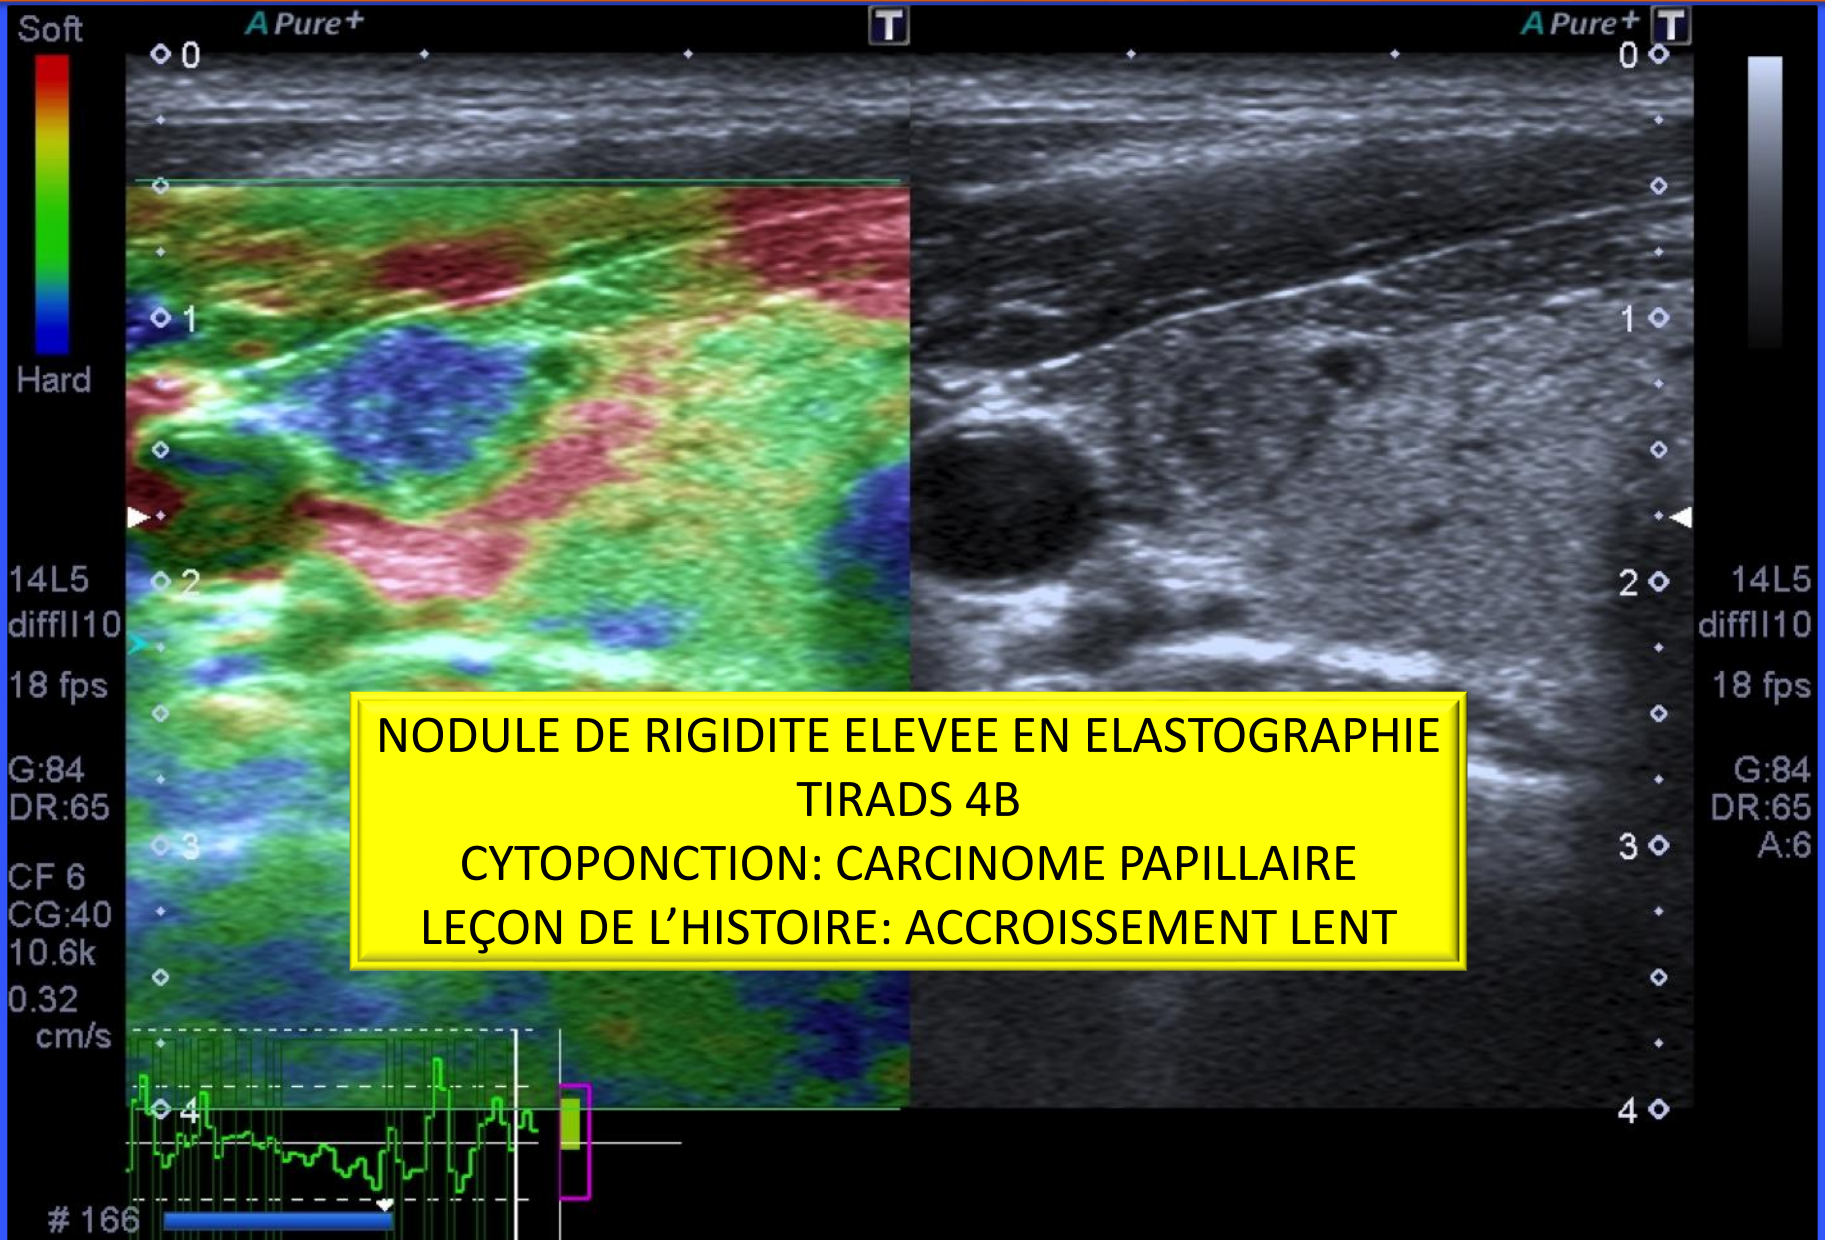 Soft
A Pure+ T
A Pure+ T
0
0
Hard
1
1
14L5
diffII10
18 fps
2
2
14L5
diffII10
18 fps
G:84
DR:65
G:84
DR:65
A:6
3
3
CF 6
CG:40
10.6k
0.32
cm/s
NODULE DE RIGIDITE ELEVEE EN ELASTOGRAPHIE
TIRADS 4B
CYTOPONCTION: CARCINOME PAPILLAIRE
LEÇON DE L’HISTOIRE: ACCROISSEMENT LENT
4
4
# 166